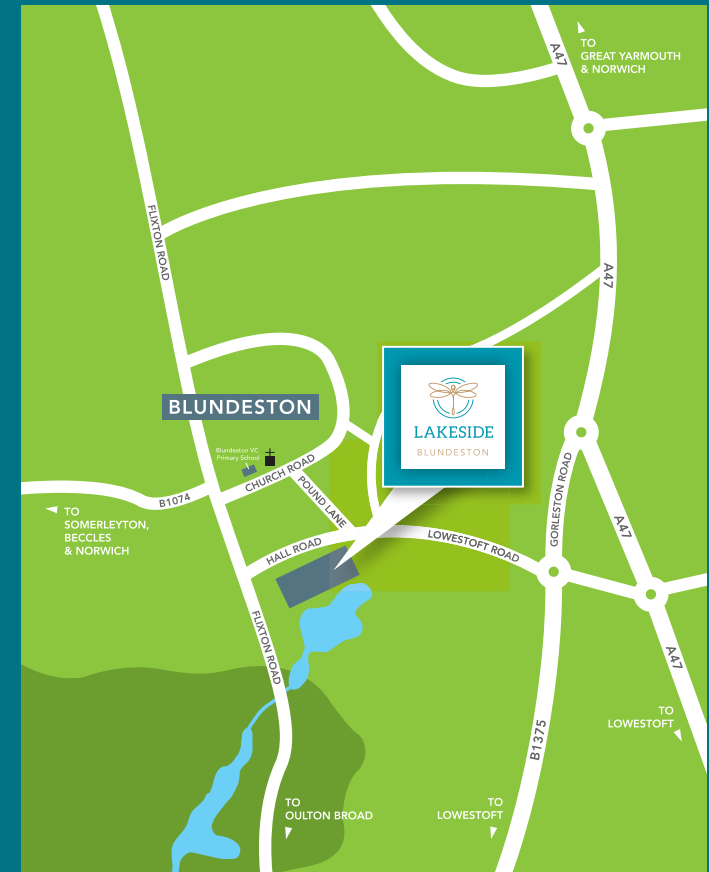 A47
TO
GREAT YARMOUTH
& NORWICH
FLIXTON ROAD
A47
LAKESIDE
BLUNDESTON
BLUNDESTON
Blundeston VC
Primary School
CHURCH ROAD
POUND LANE
B1074
TO
SOMERLEYTON,
BECCLES
& NORWICH
HALL ROAD
LOWESTOFT ROAD
GORLESTON ROAD
A47
FLIXTON ROAD
A47
TO
LOWESTOFT
B1375
TO
OULTON BROAD
TO
LOWESTOFT